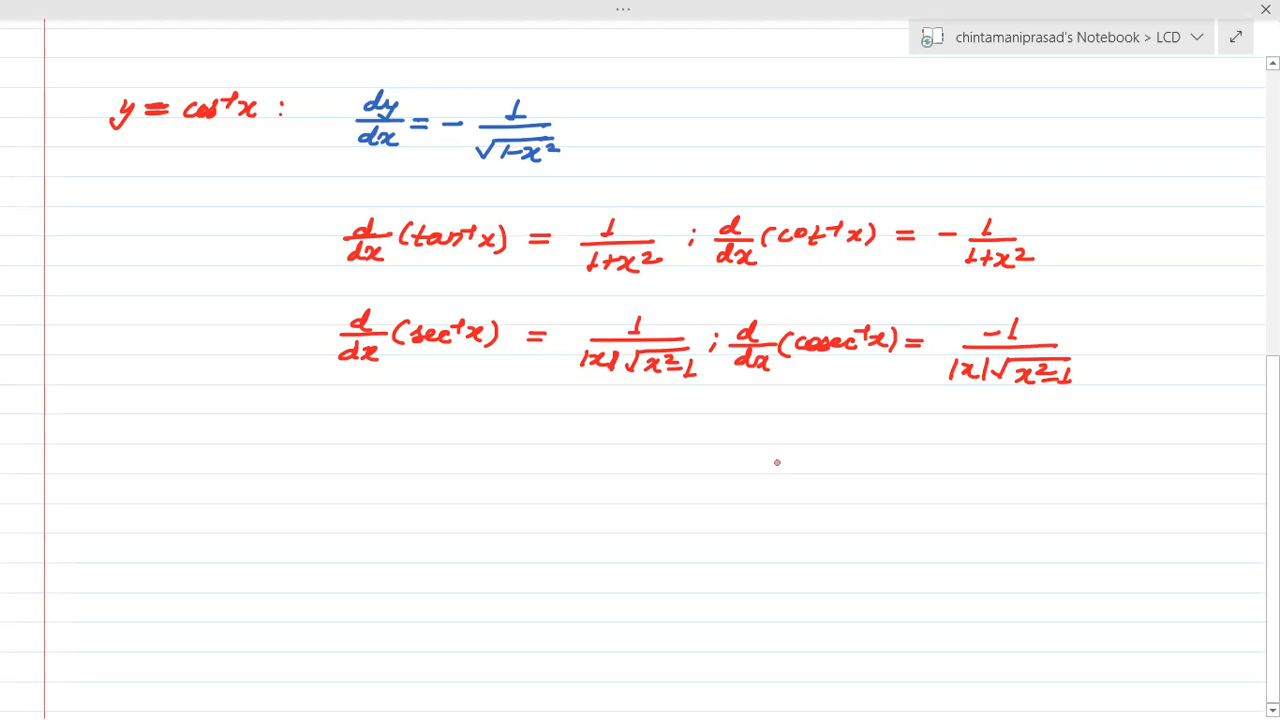 chintamaniprasad's Notebook > LCD
y = cos⁻¹x : dy/dx = - 1/√(1-x²)
d/dx (tan⁻¹x) = 1/(1+x²) ; d/dx (cot⁻¹x) = - 1/(1+x²)
d/dx (sec⁻¹x) = 1/(|x|√(x²-1)) ; d/dx (cosec⁻¹x) = -1/(|x|√(x²-1))